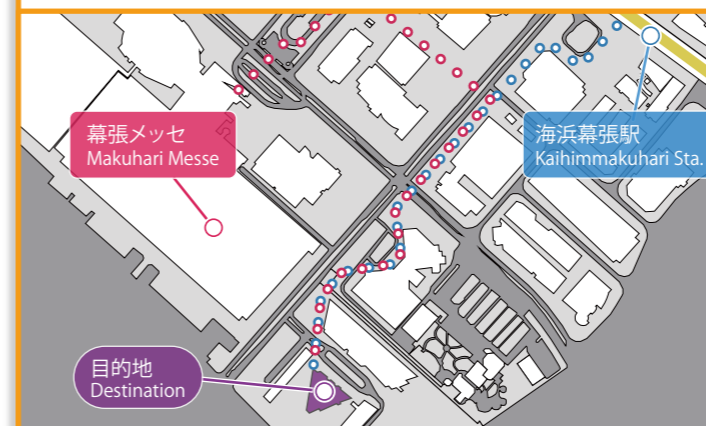 幕張メッセ
Makuhari Messe
海浜幕張駅
Kaihimmakuhari Sta.
目的地
Destination